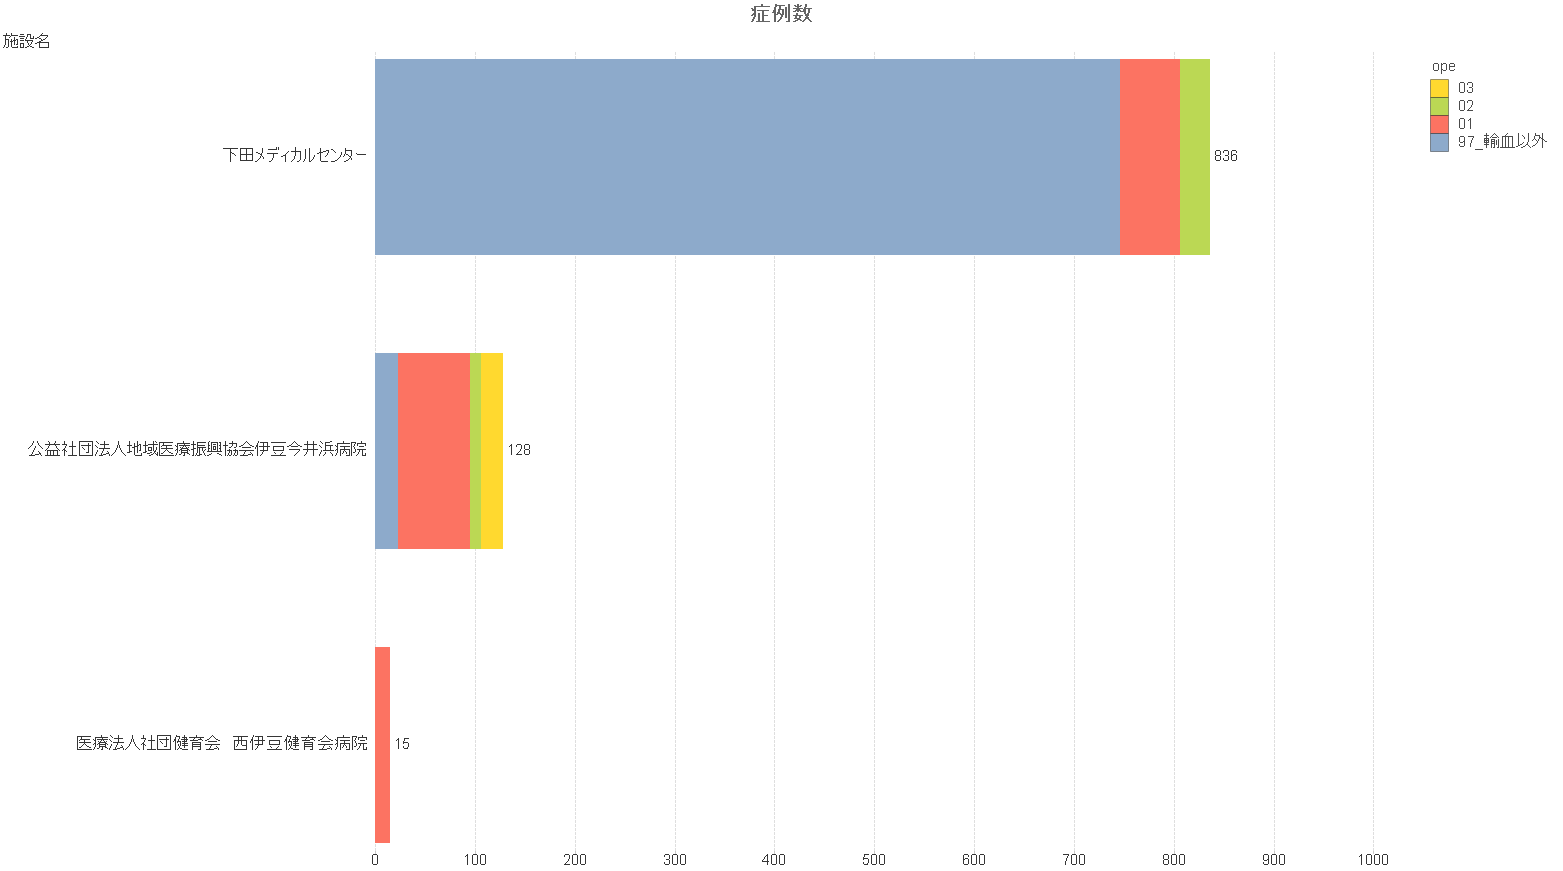 症例数
施設名
ope
03
02
01
97_輸血以外
下田メディカルセンター
836
公益社団法人地域医療振興協会伊豆今井浜病院
128
医療法人社団健育会　西伊豆健育会病院
15
0 100 200 300 400 500 600 700 800 900 1000